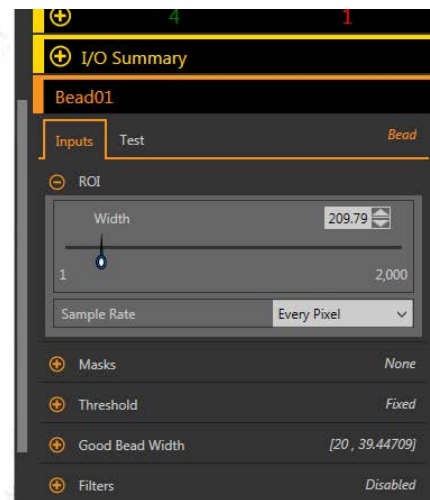 4 1
I/O Summary
Bead01
Inputs Test Bead
ROI
Width 209.79
1 2,000
Sample Rate Every Pixel
Masks None
Threshold Fixed
Good Bead Width [20 , 39.44709]
Filters Disabled